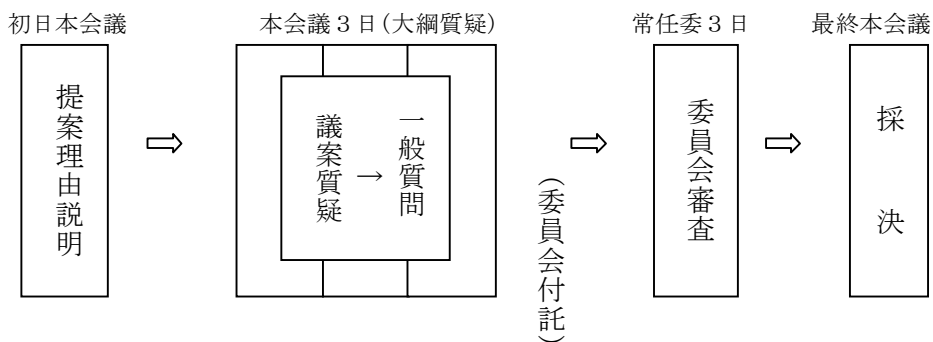 初日本会議
本会議３日(大綱質疑)
常任委３日
最終本会議
提案理由説明
⇨
議案質疑
→
一般質問
⇨
(委員会付託)
委員会審査
⇨
採決